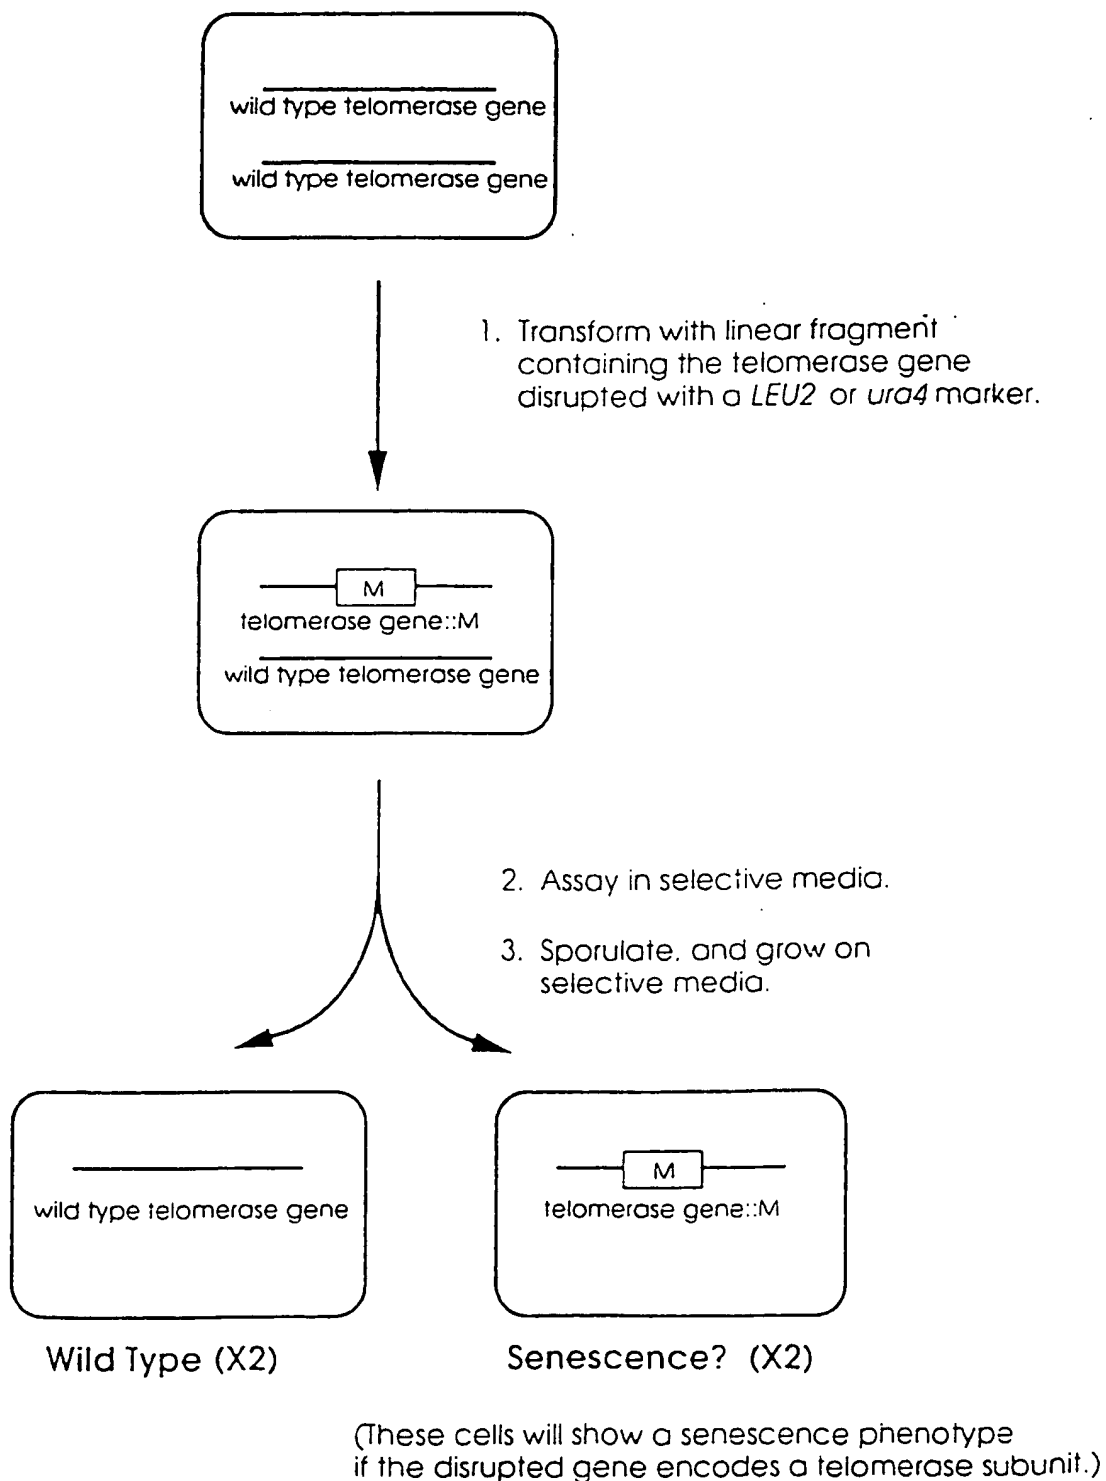 wild type telomerase gene
wild type telomerase gene
1. Transform with linear fragment
containing the telomerase gene
disrupted with a LEU2 or ura4 marker.
M
telomerase gene::M
wild type telomerase gene
2. Assay in selective media.
3. Sporulate, and grow on
selective media.
wild type telomerase gene
M
telomerase gene::M
Wild Type (X2)
Senescence? (X2)
(These cells will show a senescence phenotype
if the disrupted gene encodes a telomerase subunit.)